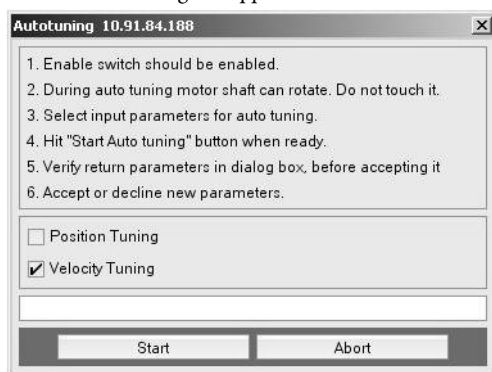 Autotuning 10.91.84.188
1. Enable switch should be enabled.
2. During auto tuning motor shaft can rotate. Do not touch it.
3. Select input parameters for auto tuning.
4. Hit "Start Auto tuning" button when ready.
5. Verify return parameters in dialog box, before accepting it
6. Accept or decline new parameters.
Position Tuning
Velocity Tuning
Start Abort